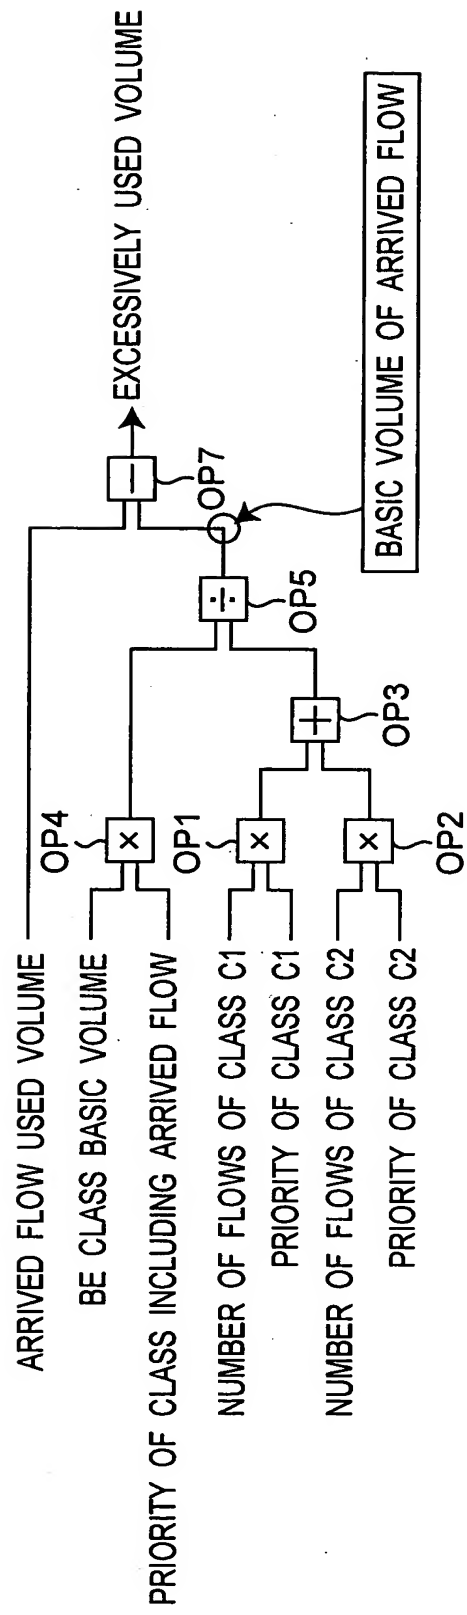 ARRIVED FLOW USED VOLUME
BE CLASS BASIC VOLUME
PRIORITY OF CLASS INCLUDING ARRIVED FLOW
NUMBER OF FLOWS OF CLASS C1
PRIORITY OF CLASS C1
NUMBER OF FLOWS OF CLASS C2
PRIORITY OF CLASS C2
OP4
×
OP1
×
×
OP2
+
OP3
÷
OP5
−
OP7
EXCESSIVELY USED VOLUME
BASIC VOLUME OF ARRIVED FLOW